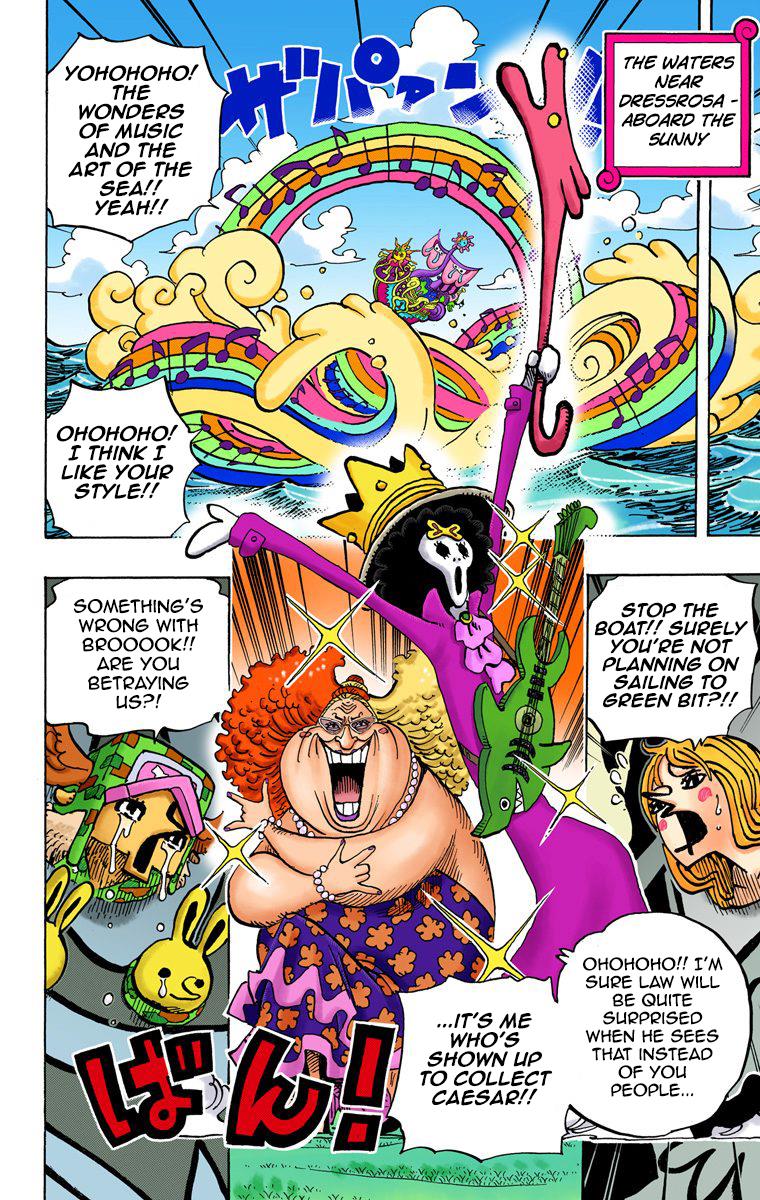 THE WATERS
NEAR
DRESSROSA -
ABOARD THE
SUNNY
YOHOHOHO!
THE
WONDERS
OF MUSIC
AND THE
ART OF THE
SEA!!
YEAH!!
ザパァン!!
OHOHOHO!
I THINK I
LIKE YOUR
STYLE!!
STOP THE
BOAT!! SURELY
YOU'RE NOT
PLANNING ON
SAILING TO
GREEN BIT?!!
SOMETHING'S
WRONG WITH
BROOOOK!!
ARE YOU
BETRAYING
US?!
OHOHOHO!! I'M
SURE LAW WILL
BE QUITE
SURPRISED
WHEN HE SEES
THAT INSTEAD
OF YOU
PEOPLE...
...IT'S ME
WHO'S
SHOWN UP
TO COLLECT
CAESAR!!
ばん!